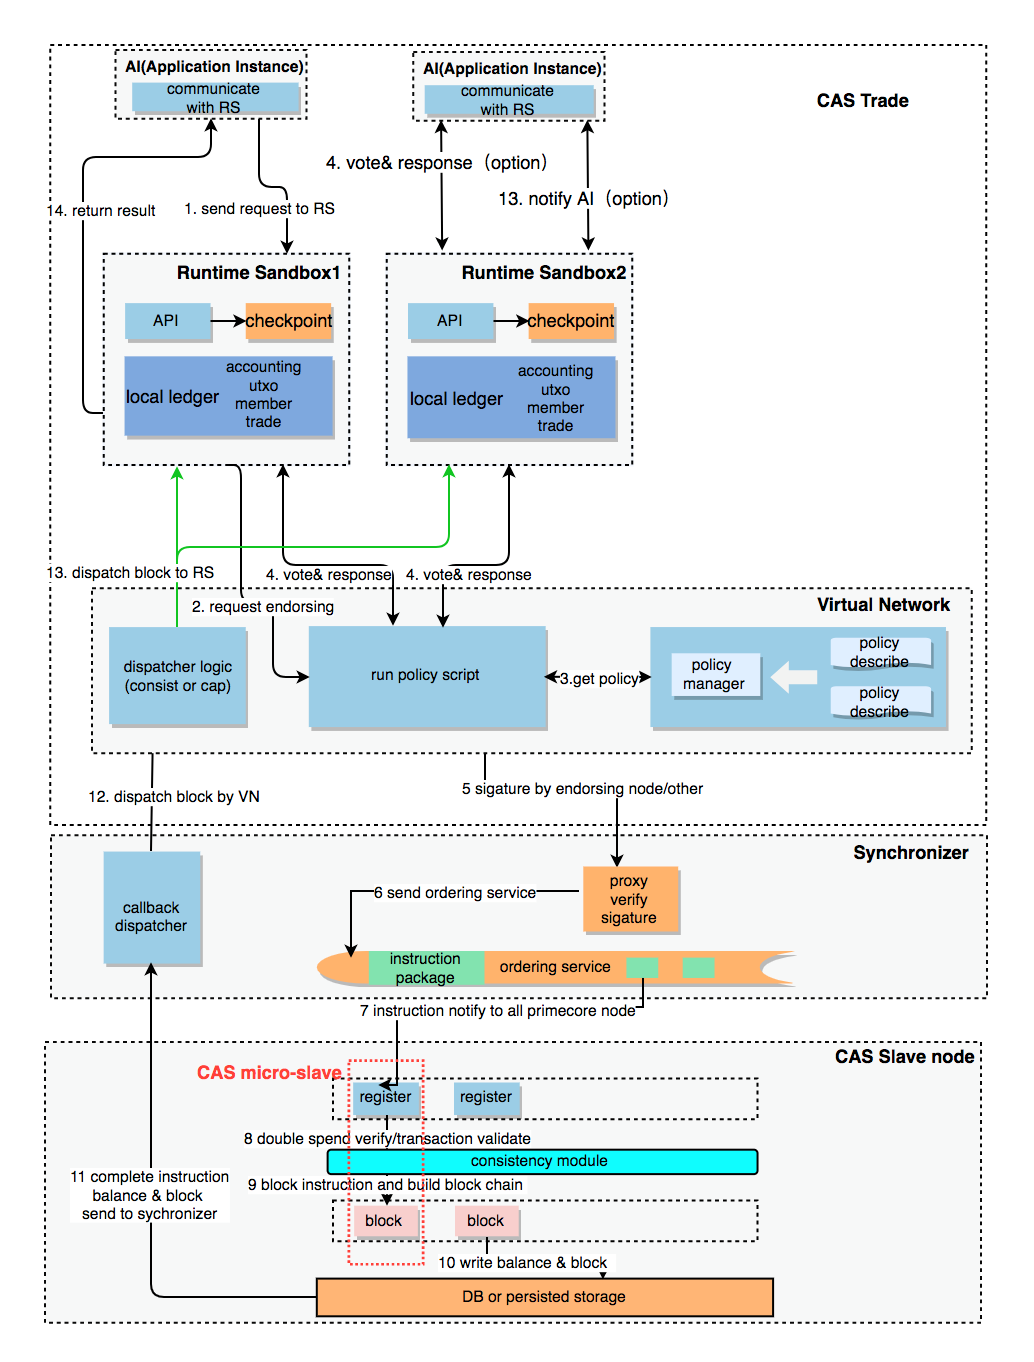 AI(Application Instance)
communicate
with RS
AI(Application Instance)
communicate
with RS
CAS Trade
4. vote& response（option）
13. notify AI（option）
14. return result
1. send request to RS
Runtime Sandbox1
API
checkpoint
local ledger
accounting
utxo
member
trade
Runtime Sandbox2
API
checkpoint
local ledger
accounting
utxo
member
trade
13. dispatch block to RS
4. vote& response
4. vote& response
2. request endorsing
Virtual Network
dispatcher logic
(consist or cap)
run policy script
3.get policy
policy
manager
policy
describe
policy
describe
12. dispatch block by VN
5 sigature by endorsing node/other
Synchronizer
callback
dispatcher
6 send ordering service
proxy
verify
sigature
instruction
package
ordering service
7 instruction notify to all primecore node
CAS Slave node
CAS micro-slave
register
register
8 double spend verify/transaction validate
consistency module
9 block instruction and build block chain
11 complete instruction
balance & block
send to sychronizer
block
block
10 write balance & block
DB or persisted storage